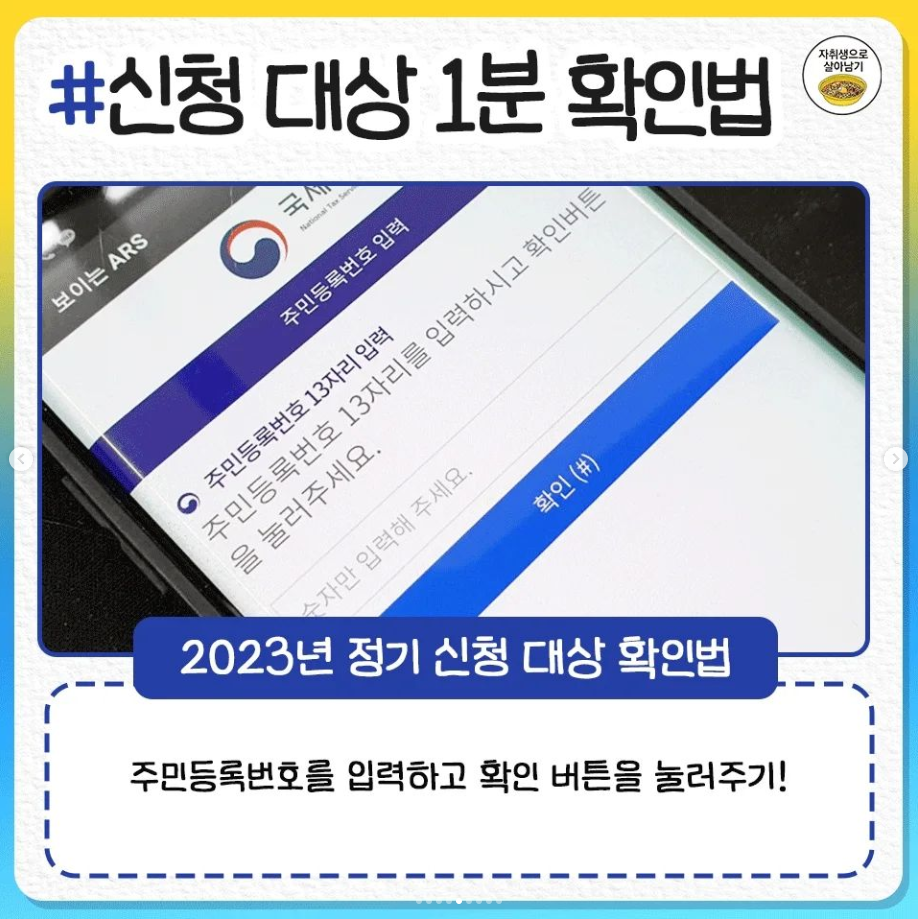 #신청 대상 1분 확인법
자취생으로
살아남기
보이는 ARS
National Tax
주민등록번호 입력
주민등록번호 13자리 입력
주민등록번호 13자리를 입력하시고 확인버튼
을 눌러주세요.
숫자만 입력해 주세요.
확인 (#)
2023년 정기 신청 대상 확인법
주민등록번호를 입력하고 확인 버튼을 눌러주기!